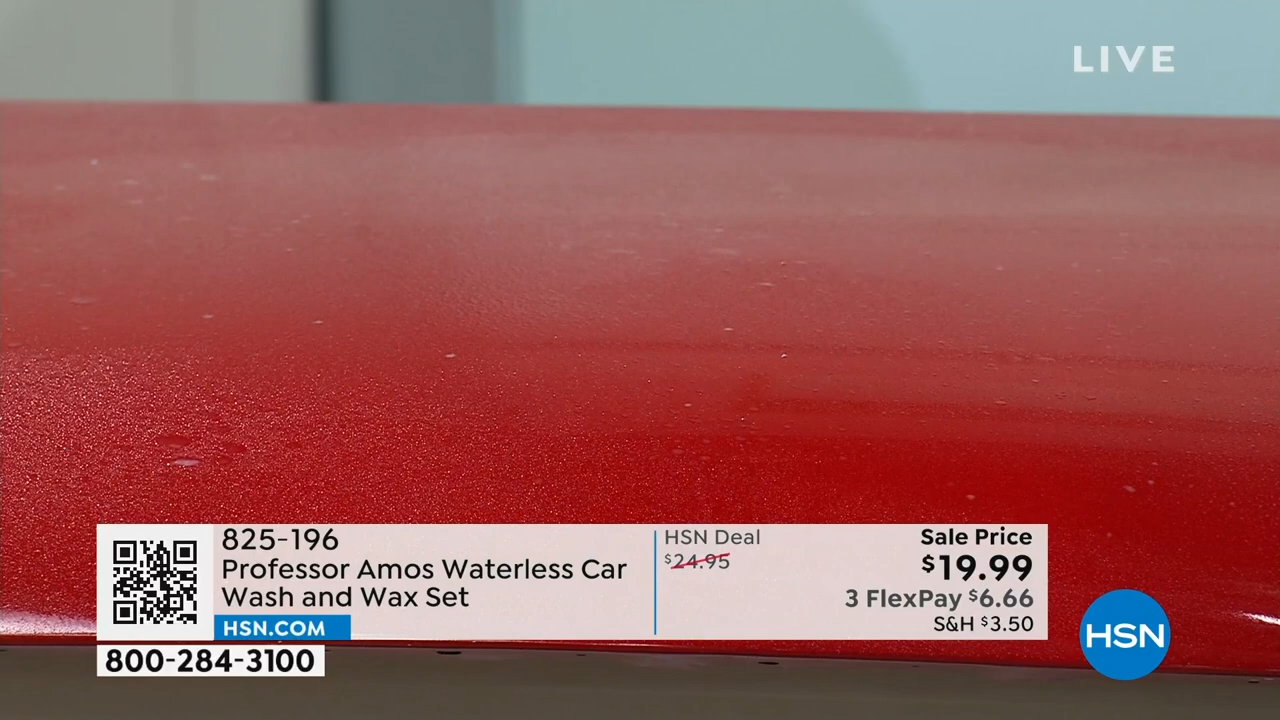 LIVE
825-196
Professor Amos Waterless Car
Wash and Wax Set
HSN.COM
800-284-3100
HSN Deal
$24.95
Sale Price
$19.99
3 FlexPay $6.66
S&H $3.50
HSN